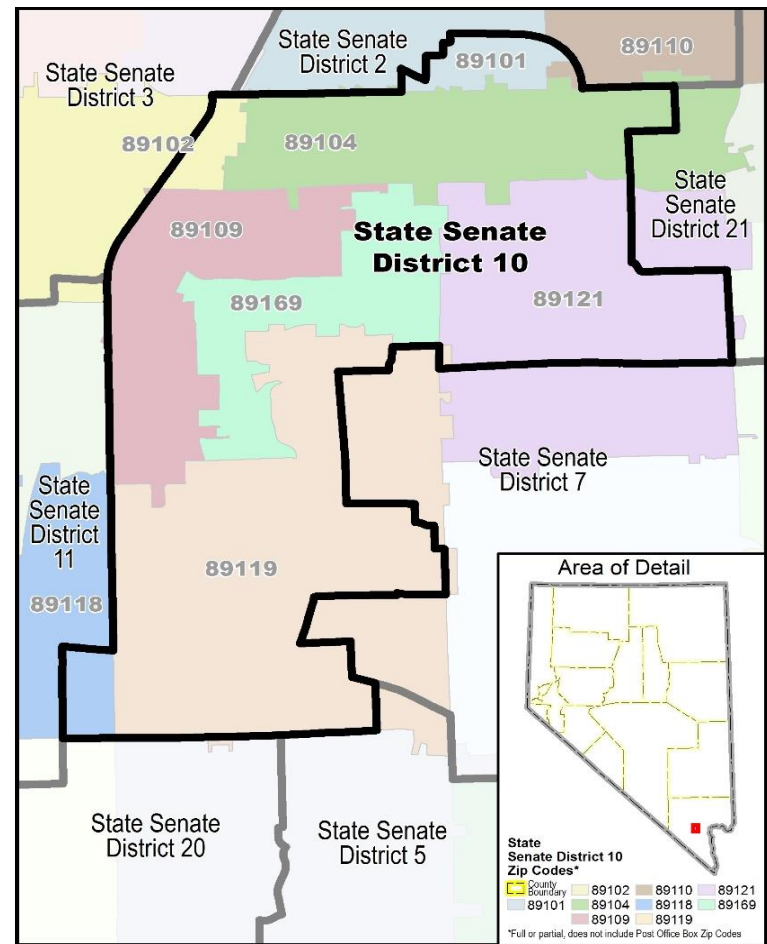 State Senate
District 2
89101
89110
State Senate
District 3
89102
89104
State
Senate
District 21
89109
State Senate
District 10
89169
89121
State Senate
District 7
State
Senate
District
11
89119
89118
State Senate
District 20
State Senate
District 5
Area of Detail
State
Senate District 10
Zip Codes*
County
Boundary
89102
89110
89121
89101
89104
89118
89169
89109
89119
*Full or partial, does not include Post Office Box Zip Codes